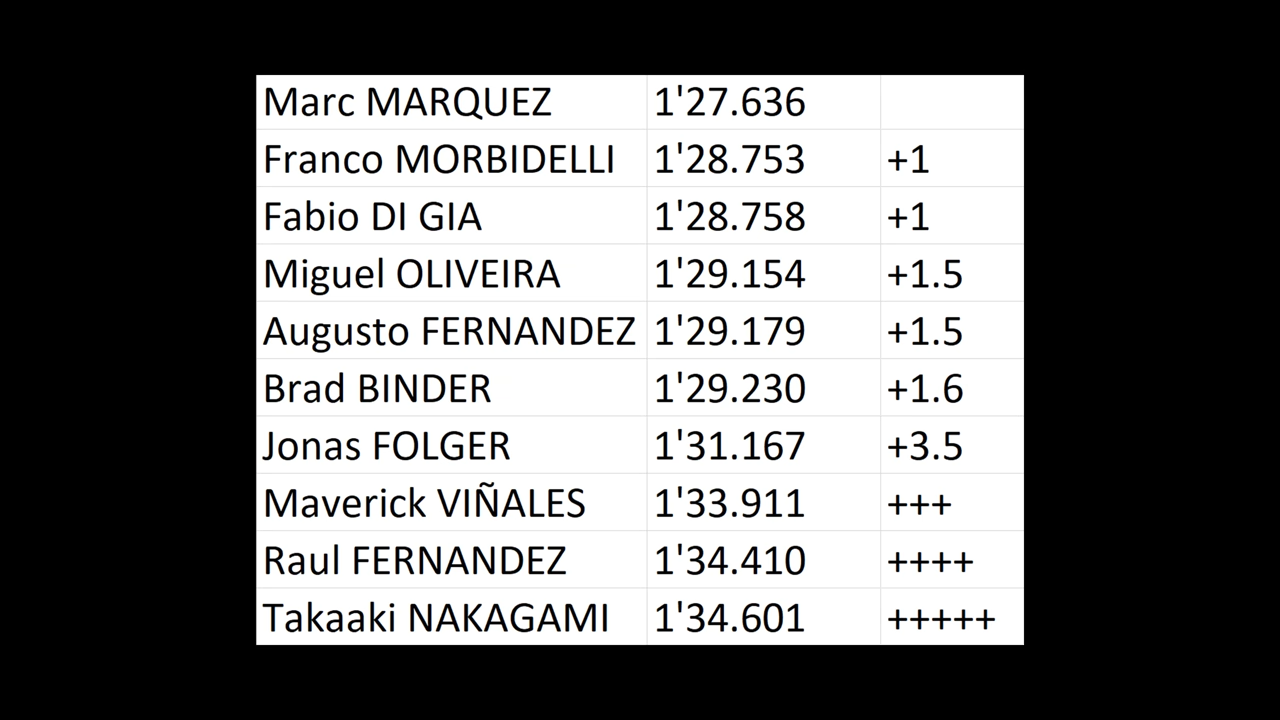 Marc MARQUEZ 1'27.636
Franco MORBIDELLI 1'28.753 +1
Fabio DI GIA 1'28.758 +1
Miguel OLIVEIRA 1'29.154 +1.5
Augusto FERNANDEZ 1'29.179 +1.5
Brad BINDER 1'29.230 +1.6
Jonas FOLGER 1'31.167 +3.5
Maverick VIÑALES 1'33.911 +++
Raul FERNANDEZ 1'34.410 ++++
Takaaki NAKAGAMI 1'34.601 +++++